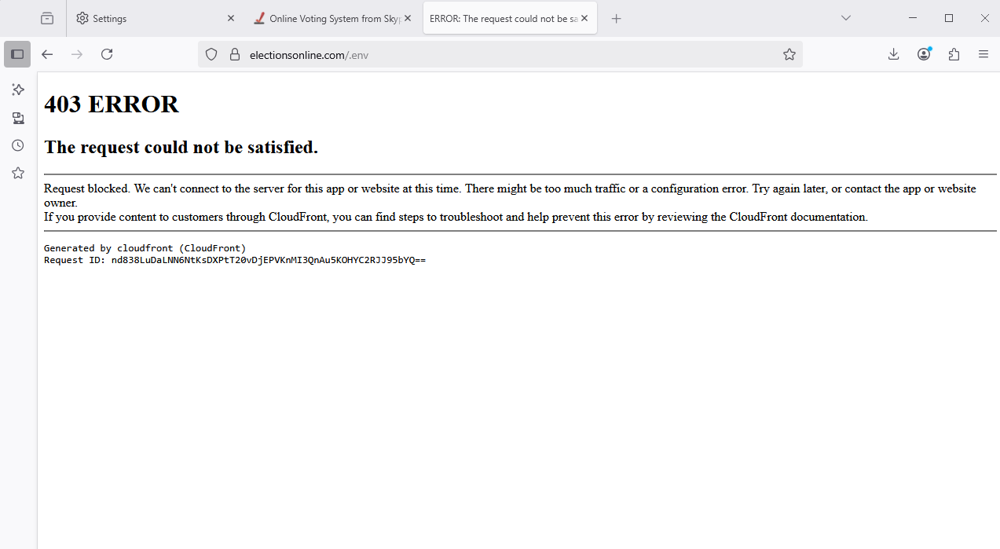 Settings
Online Voting System from Skyp
ERROR: The request could not be sa
electionsonline.com/.env
403 ERROR
The request could not be satisfied.
Request blocked. We can't connect to the server for this app or website at this time. There might be too much traffic or a configuration error. Try again later, or contact the app or website
owner.
If you provide content to customers through CloudFront, you can find steps to troubleshoot and help prevent this error by reviewing the CloudFront documentation.
Generated by cloudfront (CloudFront)
Request ID: nd838LuDaLNN6NtKsDXPtT20vDjEPVKnMI3QnAu5KOHYC2RJJ95bYQ==